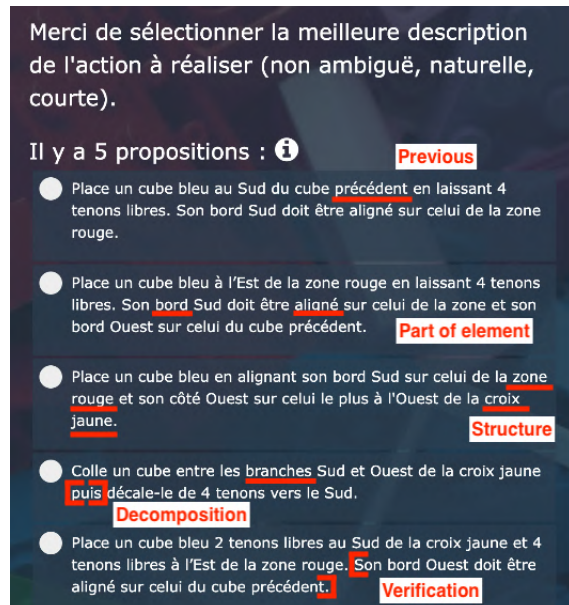 Merci de sélectionner la meilleure description
de l'action à réaliser (non ambiguë, naturelle,
courte).
Il y a 5 propositions : i
Previous
Place un cube bleu au Sud du cube précédent en laissant 4
tenons libres. Son bord Sud doit être aligné sur celui de la zone
rouge.
Place un cube bleu à l'Est de la zone rouge en laissant 4 tenons
libres. Son bord Sud doit être aligné sur celui de la zone et son
bord Ouest sur celui du cube précédent.
Part of element
Place un cube bleu en alignant son bord Sud sur celui de la zone
rouge et son côté Ouest sur celui le plus à l'Ouest de la croix
jaune.
Structure
Colle un cube entre les branches Sud et Ouest de la croix jaune
puis décale-le de 4 tenons vers le Sud.
Decomposition
Place un cube bleu 2 tenons libres au Sud de la croix jaune et 4
tenons libres à l'Est de la zone rouge. Son bord Ouest doit être
aligné sur celui du cube précédent.
Verification